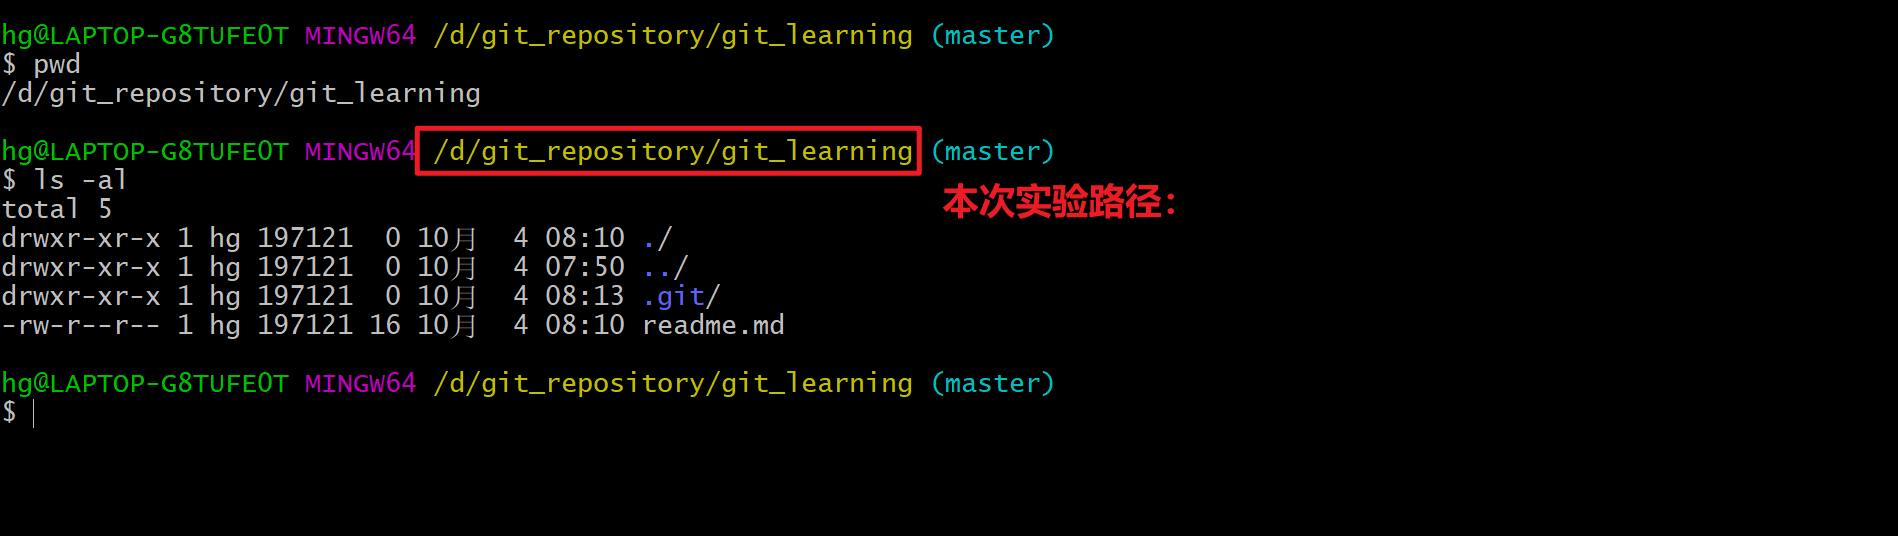 hg@LAPTOP-G8TUFE0T MINGW64 /d/git_repository/git_learning (master)
$ pwd
/d/git_repository/git_learning
hg@LAPTOP-G8TUFE0T MINGW64 /d/git_repository/git_learning (master)
$ ls -al
本次实验路径：
total 5
drwxr-xr-x 1 hg 197121  0 10月  4 08:10 ./
drwxr-xr-x 1 hg 197121  0 10月  4 07:50 ../
drwxr-xr-x 1 hg 197121  0 10月  4 08:13 .git/
-rw-r--r-- 1 hg 197121 16 10月  4 08:10 readme.md
hg@LAPTOP-G8TUFE0T MINGW64 /d/git_repository/git_learning (master)
$